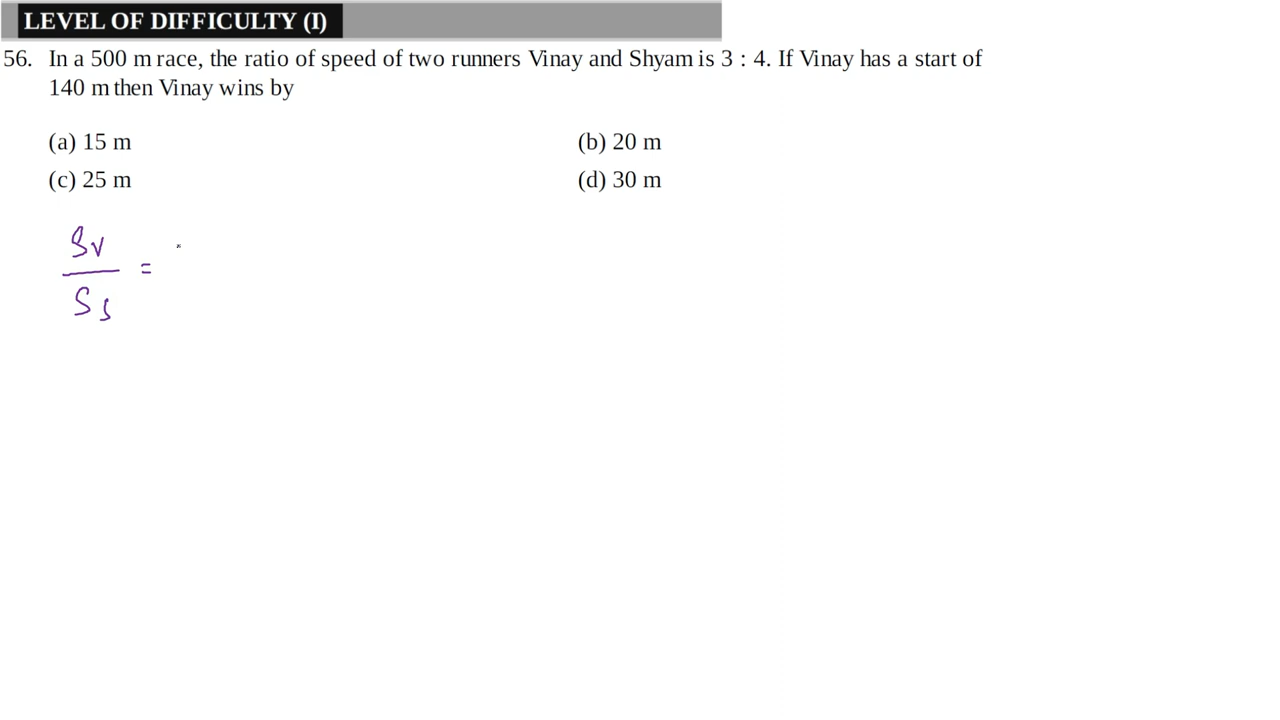 LEVEL OF DIFFICULTY (I)
56. In a 500 m race, the ratio of speed of two runners Vinay and Shyam is 3 : 4. If Vinay has a start of
140 m then Vinay wins by
(a) 15 m (b) 20 m
(c) 25 m (d) 30 m
Sv
=
Ss